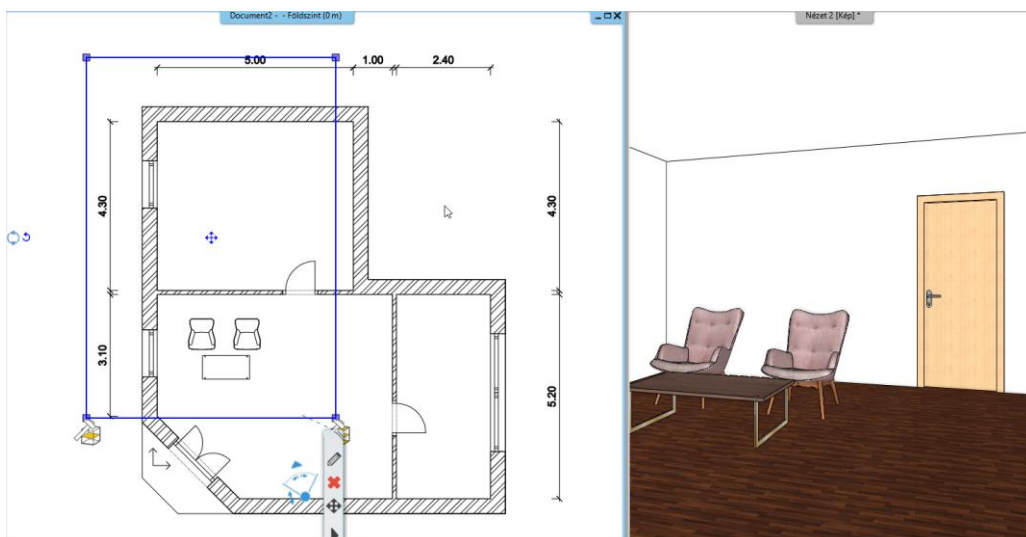 Document2 - - Földszint (0 m)
Nézet 2 [Kép] *
5.00 1.00 2.40
4.30
4.30
3.10
5.20